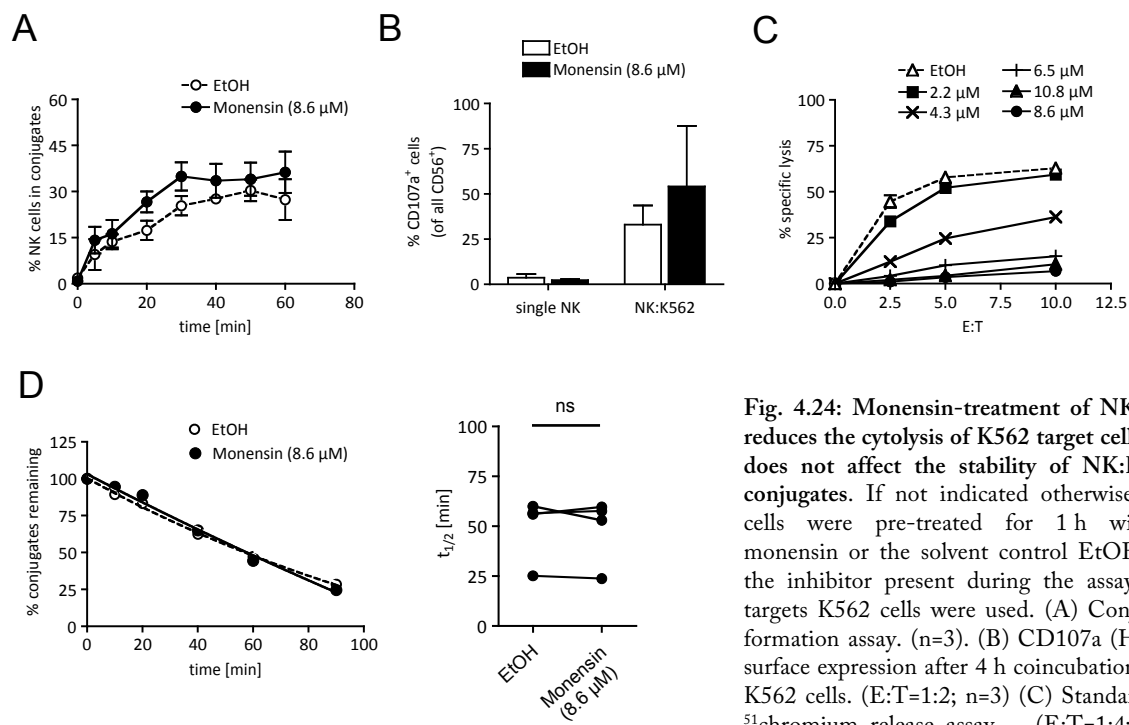 A
EtOH
Monensin (8.6 µM)
% NK cells in conjugates
60
45
30
15
0
0 20 40 60 80
time [min]
B
EtOH
Monensin (8.6 µM)
% CD107a⁺ cells
(of all CD56⁺)
100
75
50
25
0
single NK NK:K562
C
EtOH 6.5 µM
2.2 µM 10.8 µM
4.3 µM 8.6 µM
% specific lysis
100
75
50
25
0
0.0 2.5 5.0 7.5 10.0 12.5
E:T
D
EtOH
Monensin (8.6 µM)
% conjugates remaining
125
100
75
50
25
0
0 20 40 60 80 100
time [min]
ns
t1/2 [min]
100
75
50
25
0
EtOH
Monensin
(8.6 µM)
Fig. 4.24: Monensin-treatment of NK
reduces the cytolysis of K562 target cell
does not affect the stability of NK:
conjugates. If not indicated otherwise
cells were pre-treated for 1 h wi
monensin or the solvent control EtOH
the inhibitor present during the assay
targets K562 cells were used. (A) Con
formation assay. (n=3). (B) CD107a (H
surface expression after 4 h coincubation
K562 cells. (E:T=1:2; n=3) (C) Standa
⁵¹chromium release assay